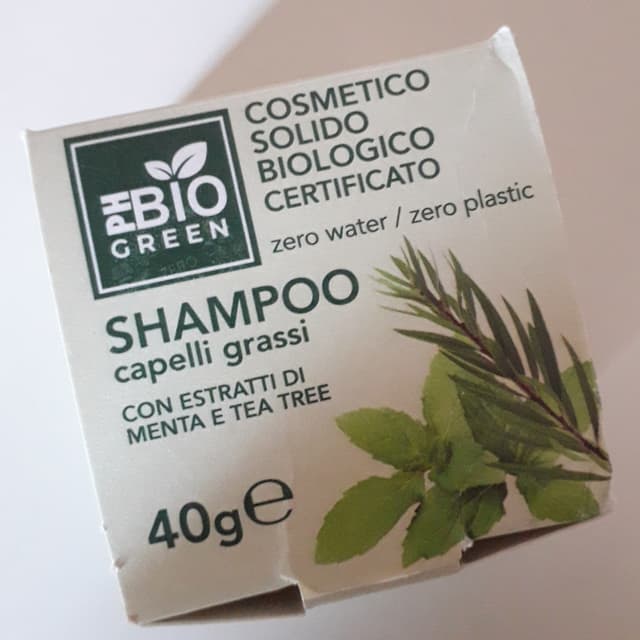 PH
BIO
GREEN
COSMETICO
SOLIDO
BIOLOGICO
CERTIFICATO
zero water / zero plastic
SHAMPOO
capelli grassi
CON ESTRATTI DI
MENTA E TEA TREE
40g℮